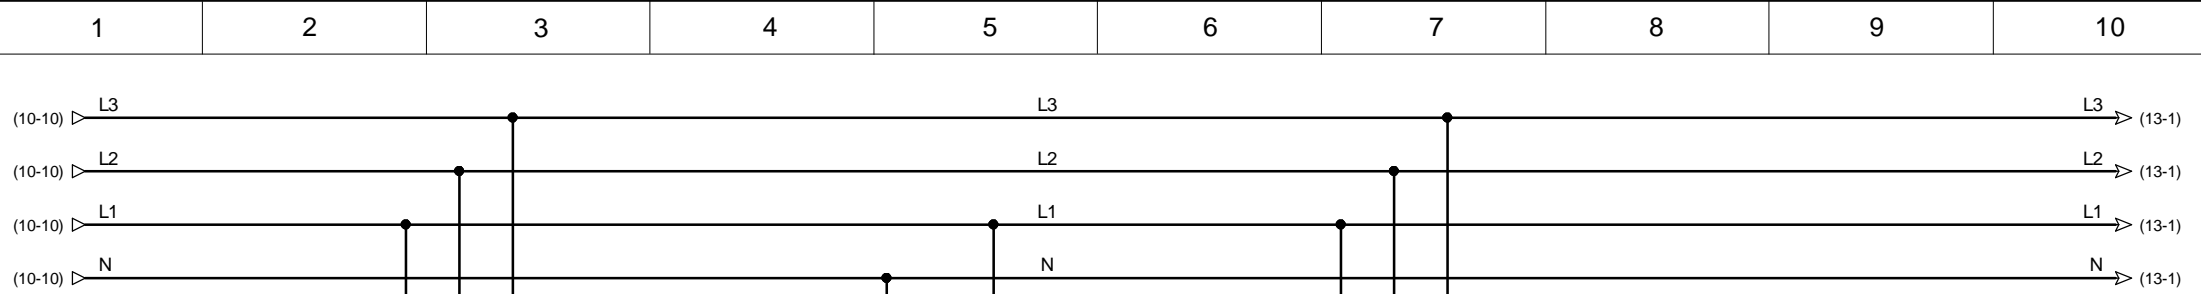 1 2 3 4 5 6 7 8 9 10
L3 L3 L3
(10-10) (13-1)
L2 L2 L2
(10-10) (13-1)
L1 L1 L1
(10-10) (13-1)
N N N
(10-10) (13-1)